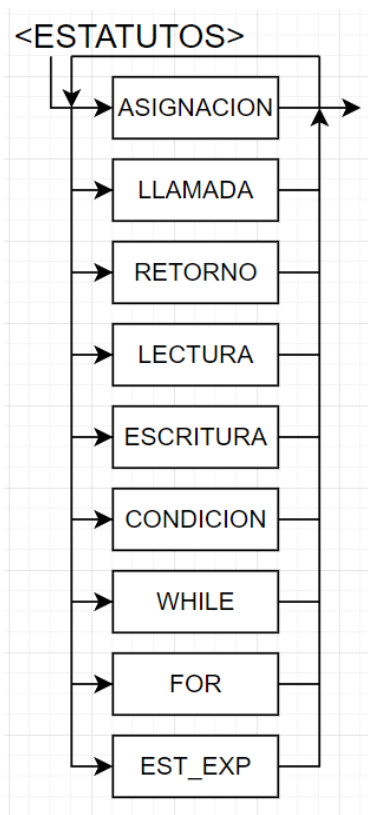 <ESTATUTOS>
ASIGNACION
LLAMADA
RETORNO
LECTURA
ESCRITURA
CONDICION
WHILE
FOR
EST_EXP